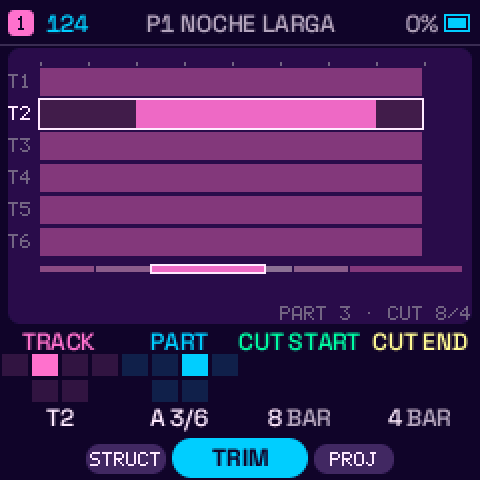 1 124 P1 NOCHE LARGA 0%
T1
T2
T3
T4
T5
T6
PART 3 · CUT 8/4
TRACK PART CUT START CUT END
T2 A 3/6 8 BAR 4 BAR
STRUCT TRIM PROJ